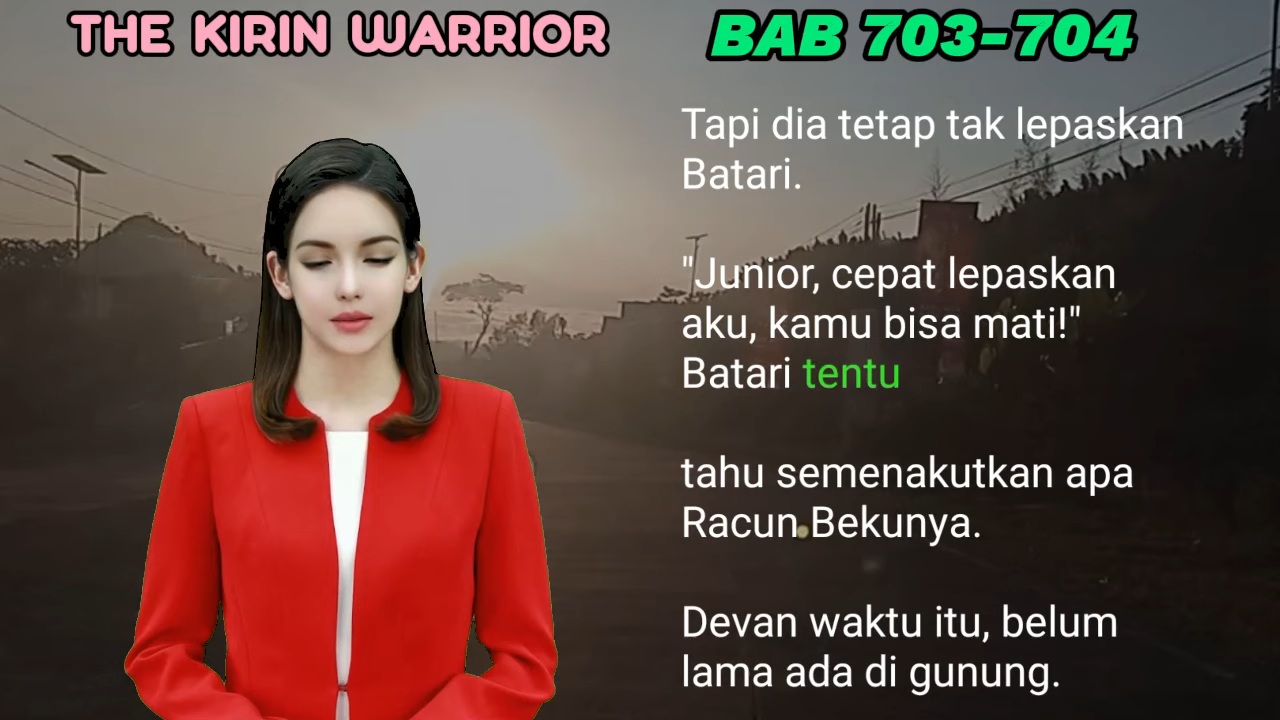 THE KIRIN WARRIOR
BAB 703-704
Tapi dia tetap tak lepaskan
Batari.
"Junior, cepat lepaskan
aku, kamu bisa mati!"
Batari tentu
tahu semenakutkan apa
Racun Bekunya.
Devan waktu itu, belum
lama ada di gunung.